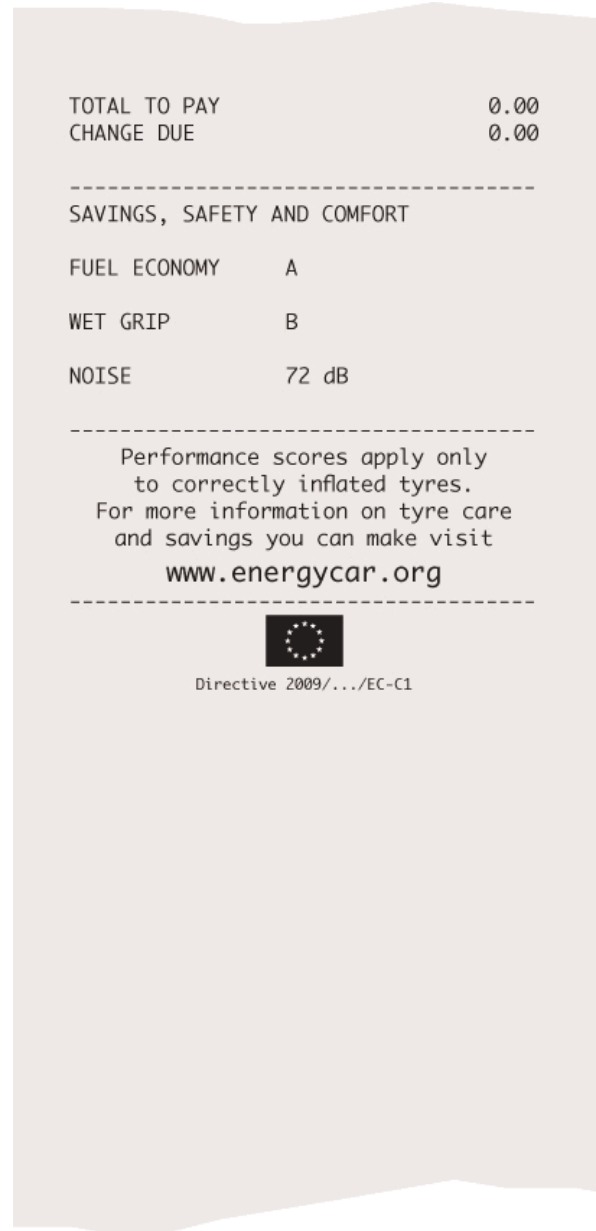 TOTAL TO PAY 0.00
CHANGE DUE 0.00
-------------------------------------
SAVINGS, SAFETY AND COMFORT
FUEL ECONOMY A
WET GRIP B
NOISE 72 dB
-------------------------------------
Performance scores apply only
to correctly inflated tyres.
For more information on tyre care
and savings you can make visit
www.energycar.org
-------------------------------------
Directive 2009/.../EC-C1